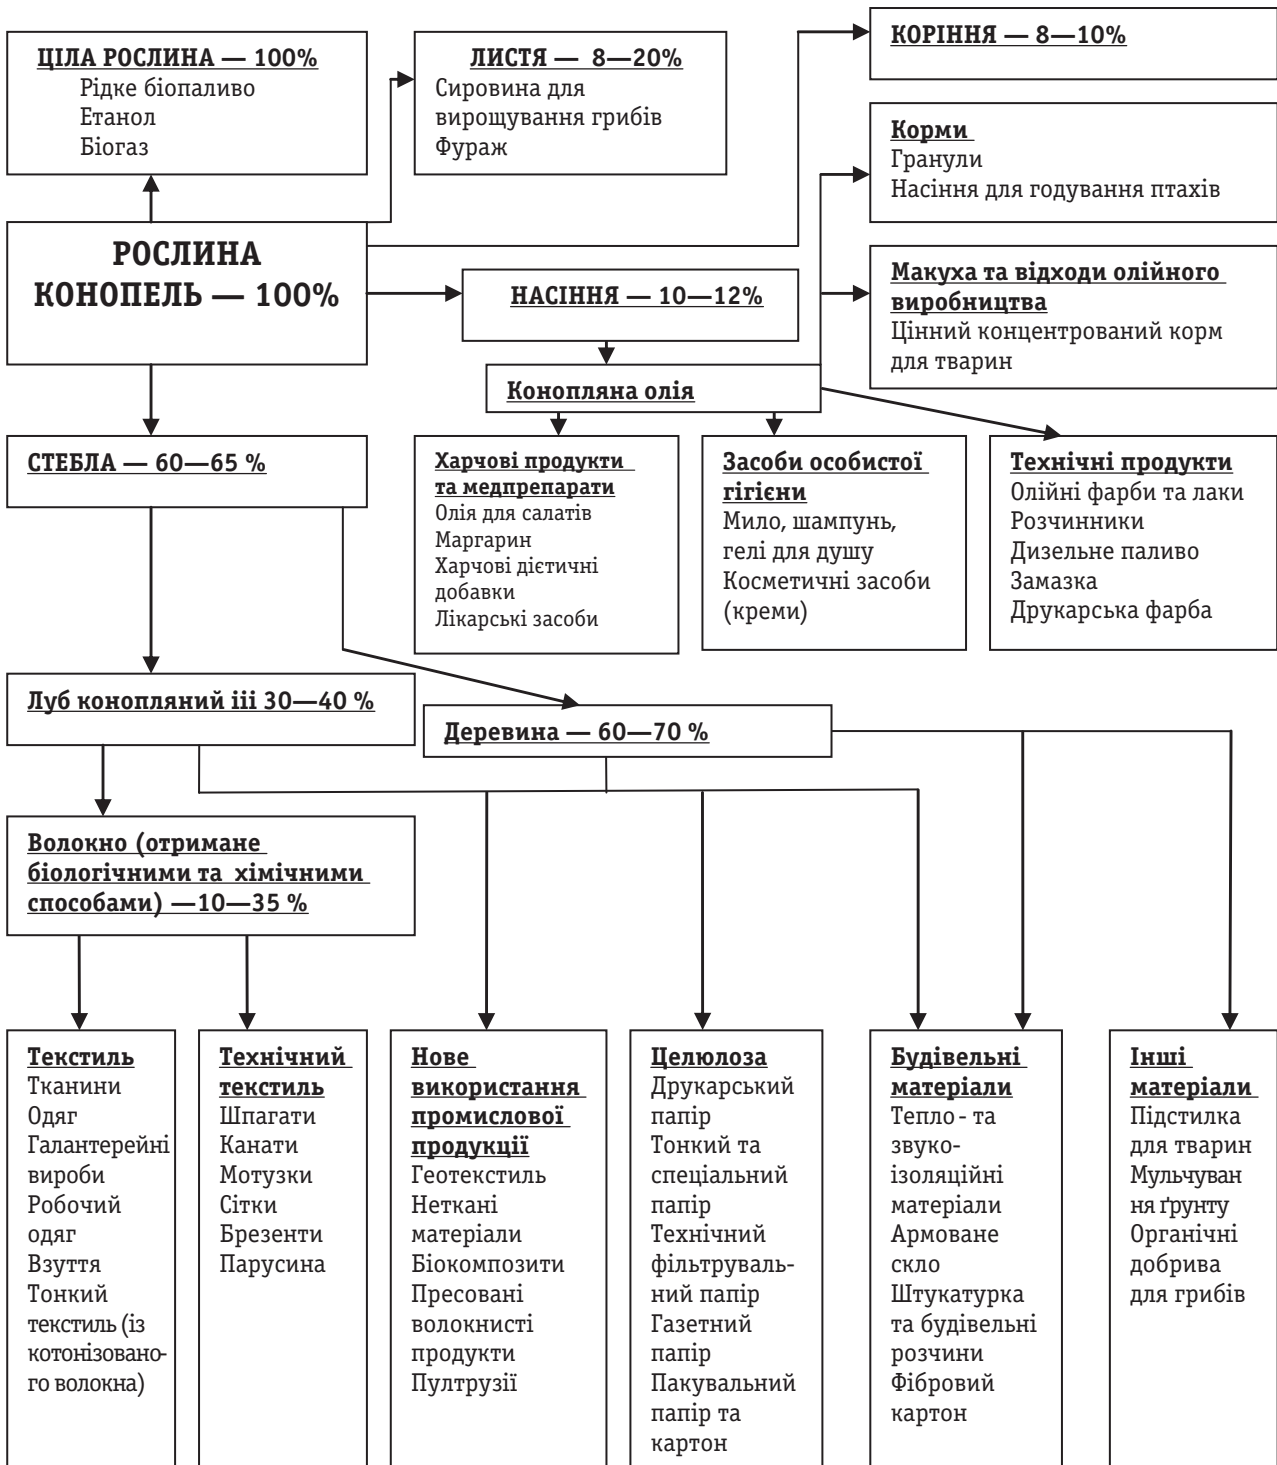 ЦІЛА РОСЛИНА — 100%
Рідке біопаливо
Етанол
Біогаз
ЛИСТЯ — 8—20%
Сировина для
вирощування грибів
Фураж
КОРІННЯ — 8—10%
Корми
Гранули
Насіння для годування птахів
РОСЛИНА
КОНОПЕЛЬ — 100%
НАСІННЯ — 10—12%
Макуха та відходи олійного
виробництва
Цінний концентрований корм
для тварин
Конопляна олія
СТЕБЛА — 60—65 %
Харчові продукти
та медпрепарати
Олія для салатів
Маргарин
Харчові дієтичні
добавки
Лікарські засоби
Засоби особистої
гігієни
Мило, шампунь,
гелі для душу
Косметичні засоби
(креми)
Технічні продукти
Олійні фарби та лаки
Розчинники
Дизельне паливо
Замазка
Друкарська фарба
Луб конопляний ііі 30—40 %
Деревина — 60—70 %
Волокно (отримане
біологічними та хімічними
способами) —10—35 %
Текстиль
Тканини
Одяг
Галантерейні
вироби
Робочий
одяг
Взуття
Тонкий
текстиль (із
котонізовано-
го волокна)
Технічний
текстиль
Шпагати
Канати
Мотузки
Сітки
Брезенти
Парусина
Нове
використання
промислової
продукції
Геотекстиль
Неткані
матеріали
Біокомпозити
Пресовані
волокнисті
продукти
Пултрузії
Целюлоза
Друкарський
папір
Тонкий та
спеціальний
папір
Технічний
фільтруваль-
ний папір
Газетний
папір
Пакувальний
папір та
картон
Будівельні
матеріали
Тепло - та
звуко-
ізоляційні
матеріали
Армоване
скло
Штукатурка
та будівельні
розчини
Фібровий
картон
Інші
матеріали
Підстилка
для тварин
Мульчуван
ня ґрунту
Органічні
добрива
для грибів